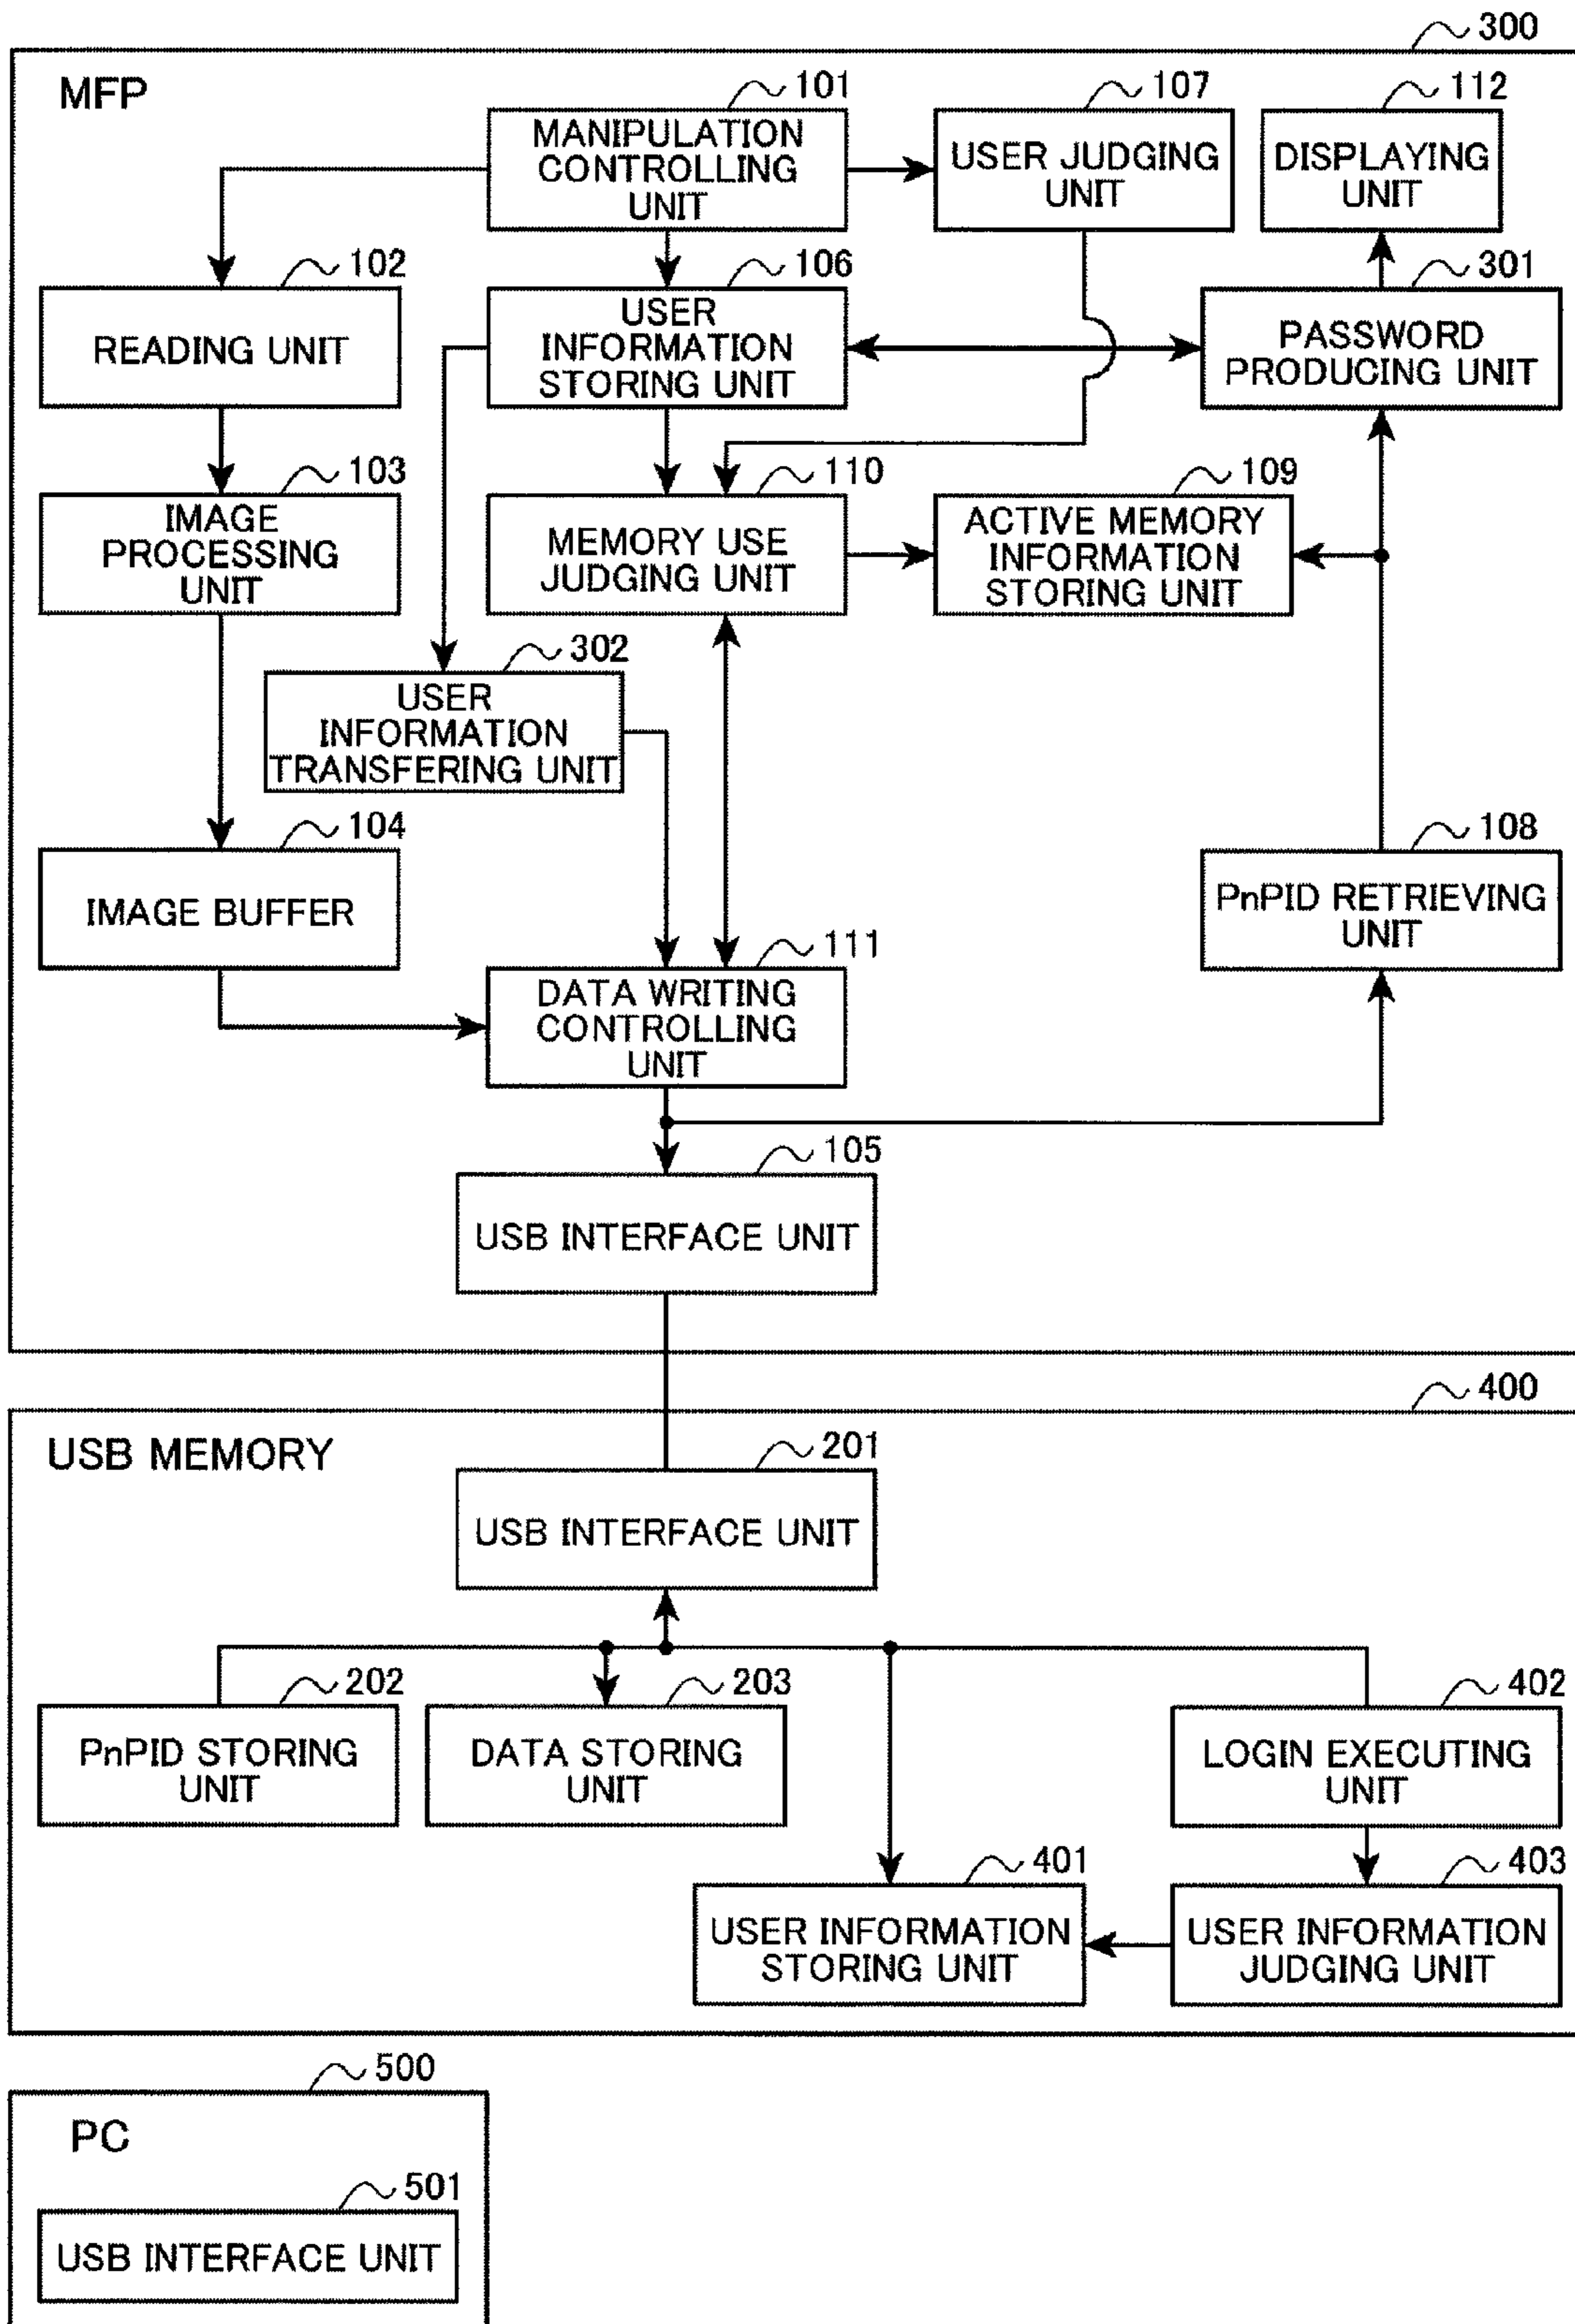 300
MFP
101
MANIPULATION
CONTROLLING
UNIT
107
USER JUDGING
UNIT
112
DISPLAYING
UNIT
102
READING UNIT
106
USER
INFORMATION
STORING UNIT
301
PASSWORD
PRODUCING UNIT
103
IMAGE
PROCESSING
UNIT
110
MEMORY USE
JUDGING UNIT
109
ACTIVE MEMORY
INFORMATION
STORING UNIT
302
USER
INFORMATION
TRANSFERING UNIT
104
IMAGE BUFFER
108
PnPID RETRIEVING
UNIT
111
DATA WRITING
CONTROLLING
UNIT
105
USB INTERFACE UNIT
400
USB MEMORY
201
USB INTERFACE UNIT
202
PnPID STORING
UNIT
203
DATA STORING
UNIT
402
LOGIN EXECUTING
UNIT
401
USER INFORMATION
STORING UNIT
403
USER INFORMATION
JUDGING UNIT
500
PC
501
USB INTERFACE UNIT